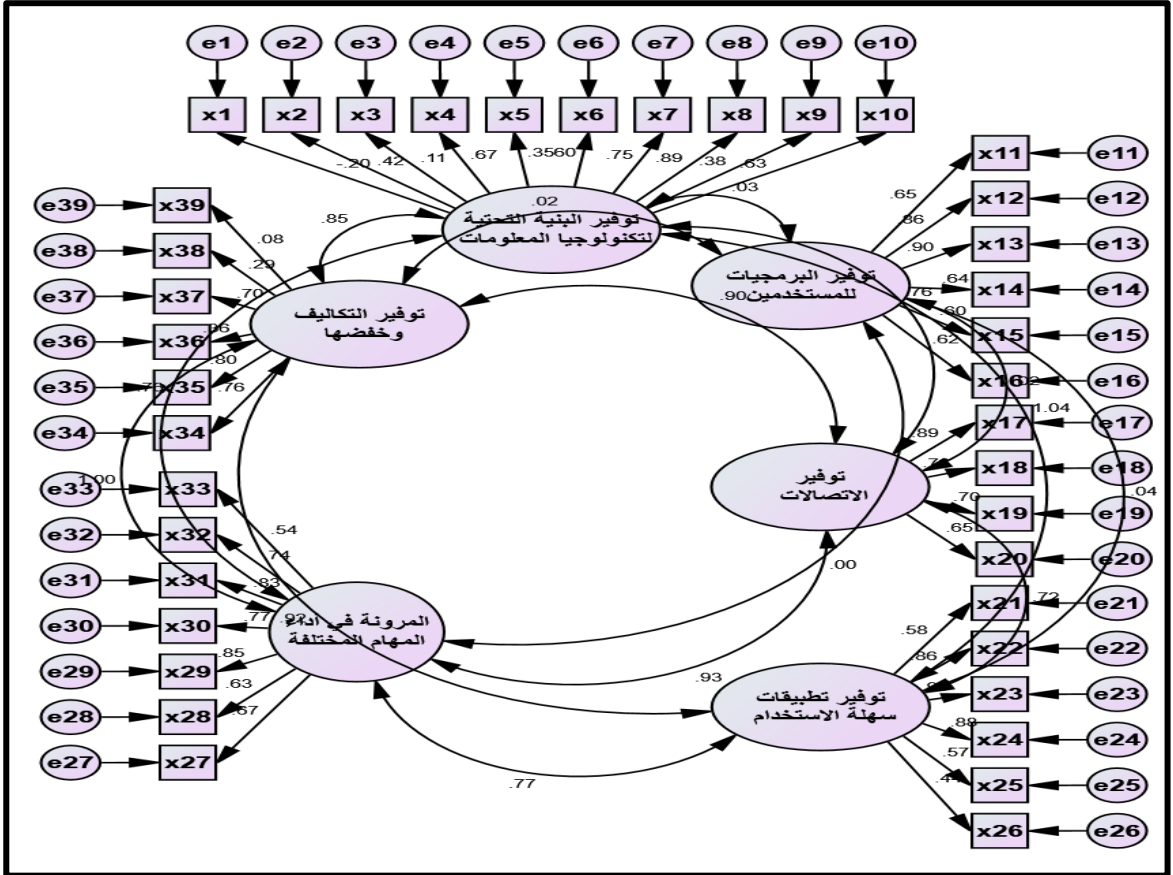 e1 e2 e3 e4 e5 e6 e7 e8 e9 e10
x1 x2 x3 x4 x5 x6 x7 x8 x9 x10
-.20 .42 .11 .67 .35 .60 .75 .89 .38 .63
.03
.02
.85
توفير البنية التحتية
لتكنولوجيا المعلومات
x11 e11
x12 e12
x13 e13
x14 e14
x15 e15
x16 e16
.65
.86
.90
.64
.60
.62
.76
توفير البرمجيات
للمستخدمين
.90
x17 e17
x18 e18
x19 e19
x20 e20
1.04
.89
.70
.65
.04
.00
توفير
الاتصالات
x21 e21
x22 e22
x23 e23
x24 e24
x25 e25
x26 e26
.72
.58
.86
.88
.57
.93
توفير تطبيقات
سهلة الاستخدام
.77
e39 x39
e38 x38
e37 x37
e36 x36
e35 x35
e34 x34
.08
.29
.70
.80
.76
توفير التكاليف
وخفضها
e33 x33
e32 x32
e31 x31
e30 x30
e29 x29
e28 x28
e27 x27
1.00
.54
.74
.83
.77
.85
.63
.67
المرونة في اداء
المهام المختلفة